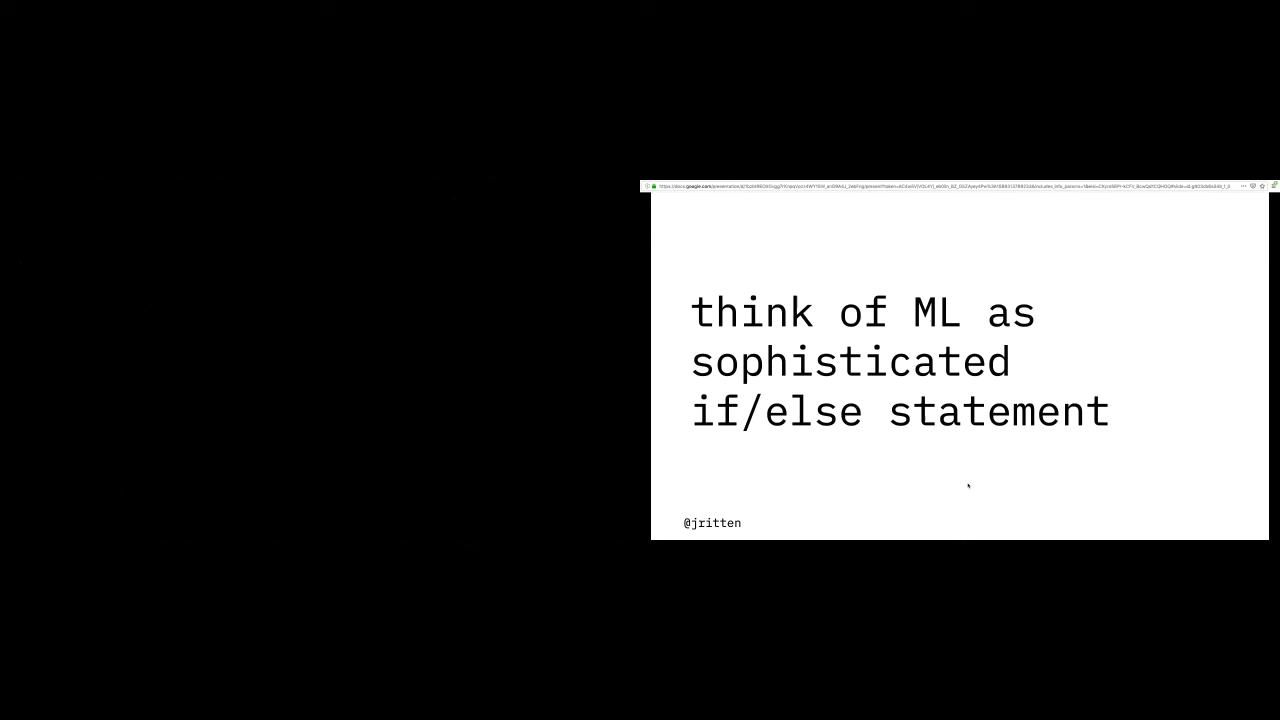 think of ML as
sophisticated
if/else statement
@jritten